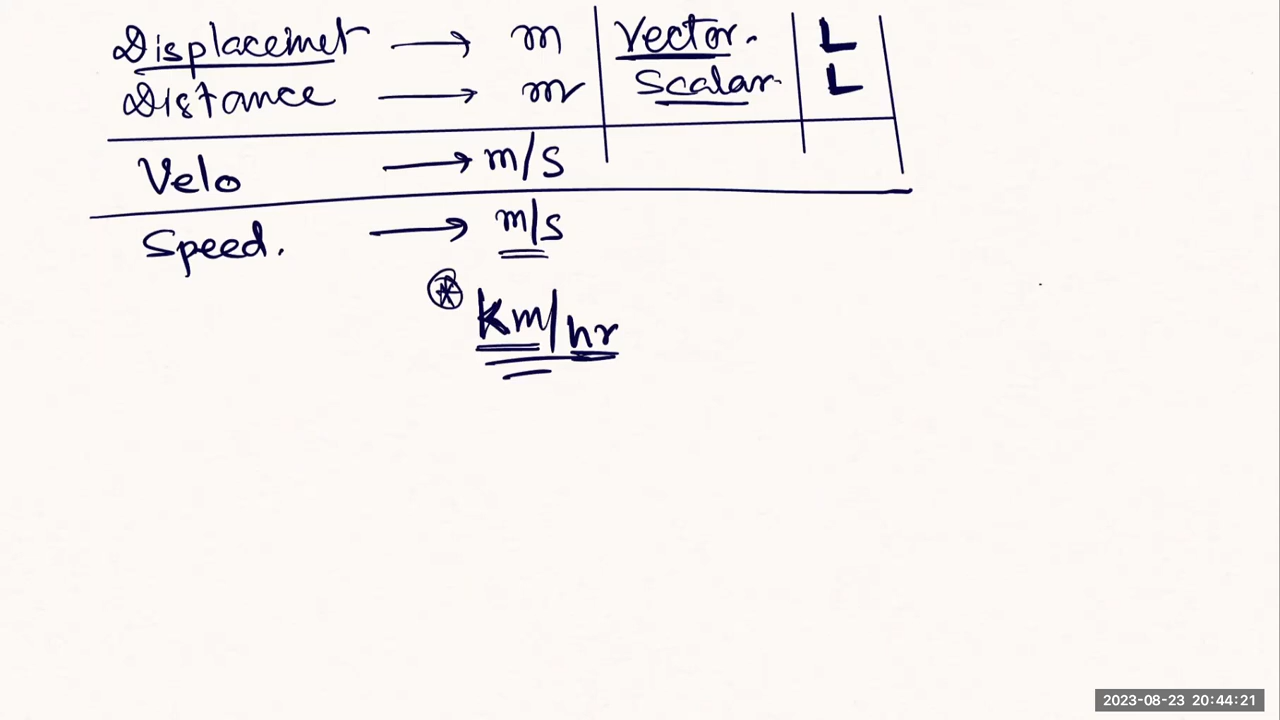 Displacemet → m Vector. L
Distance → m Scalar. L
Velo → m/s
Speed. → m/s
* km/hr
2023-08-23 20:44:21